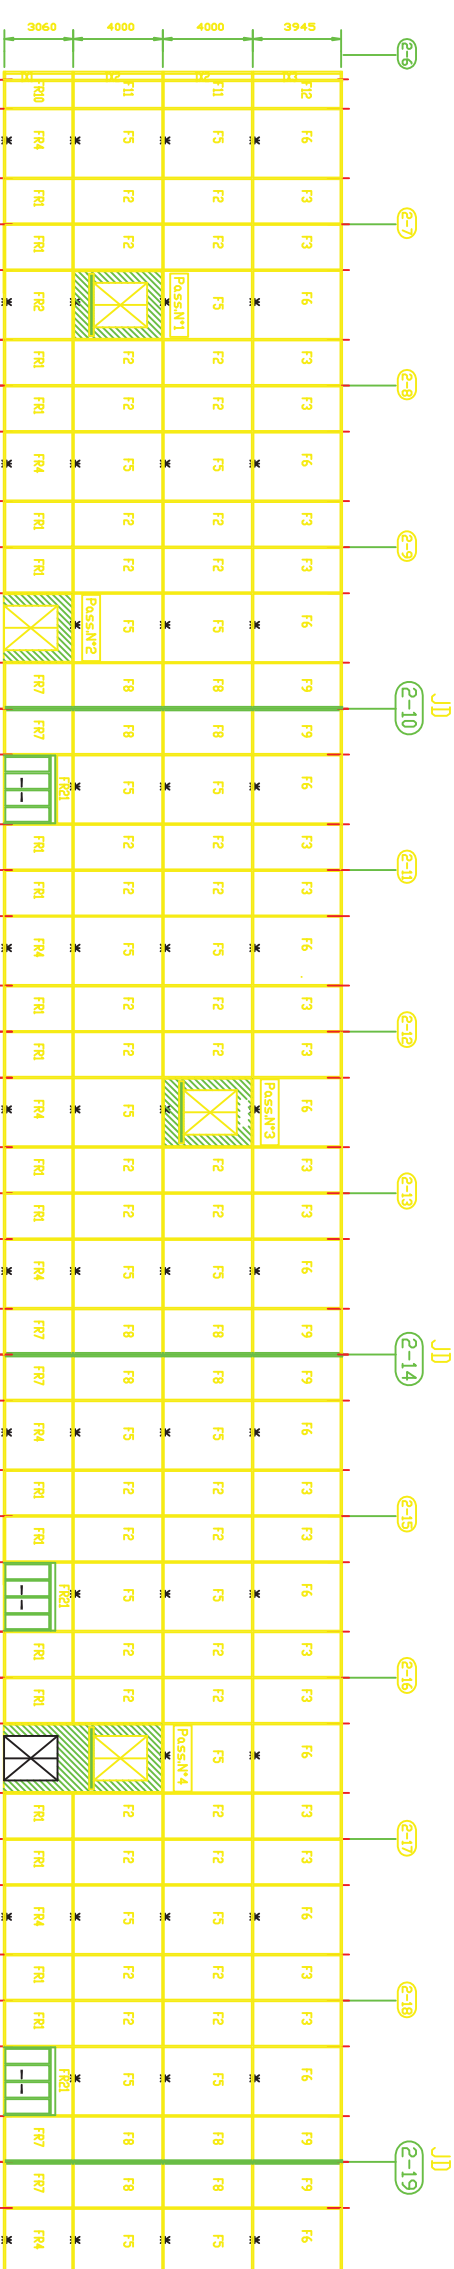 3060 4000 4000 3945
2-6
FR10 F11 F11 F12
FR4 F5 F5 F6
FR1 F2 F2 F3
2-7
FR1 F2 F2 F3
FR2 Pass.N°1 F5 F6
FR1 F2 F2 F3
2-8
FR1 F2 F2 F3
FR4 F5 F5 F6
FR1 F2 F2 F3
2-9
FR1 F2 F2 F3
Pass.N°2 F5 F5 F6
FR7 F8 F8 F9
2-10 JD
FR7 F8 F8 F9
FR21 F5 F5 F6
FR1 F2 F2 F3
2-11
FR1 F2 F2 F3
FR4 F5 F5 F6
FR1 F2 F2 F3
2-12
FR1 F2 F2 F3
FR4 F5 Pass.N°3 F6
FR1 F2 F2 F3
2-13
FR1 F2 F2 F3
FR4 F5 F5 F6
FR7 F8 F8 F9
2-14 JD
FR7 F8 F8 F9
FR4 F5 F5 F6
FR1 F2 F2 F3
2-15
FR1 F2 F2 F3
FR21 F5 F5 F6
FR1 F2 F2 F3
2-16
FR1 F2 F2 F3
Pass.N°4 F5 F6
FR1 F2 F2 F3
2-17
FR1 F2 F2 F3
FR4 F5 F5 F6
FR1 F2 F2 F3
2-18
FR1 F2 F2 F3
FR21 F5 F5 F6
FR7 F8 F8 F9
2-19 JD
FR7 F8 F8 F9
FR4 F5 F5 F6